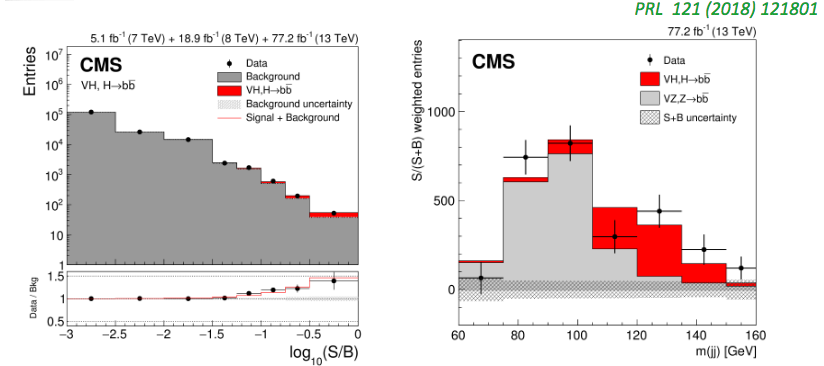 PRL 121 (2018) 121801
5.1 fb⁻¹ (7 TeV) + 18.9 fb⁻¹ (8 TeV) + 77.2 fb⁻¹ (13 TeV)
Entries
10⁷
10⁶
10⁵
10⁴
10³
10²
10
1
CMS
VH, H→bb̅
Data
Background
VH,H→bb̅
Background uncertainty
Signal + Background
Data / Bkg
1.5
1
0.5
−3 −2.5 −2 −1.5 −1 −0.5 0
log₁₀(S/B)
77.2 fb⁻¹ (13 TeV)
S/(S+B) weighted entries
1000
500
0
CMS
Data
VH,H→bb̅
VZ,Z→bb̅
S+B uncertainty
60 80 100 120 140 160
m(jj) [GeV]